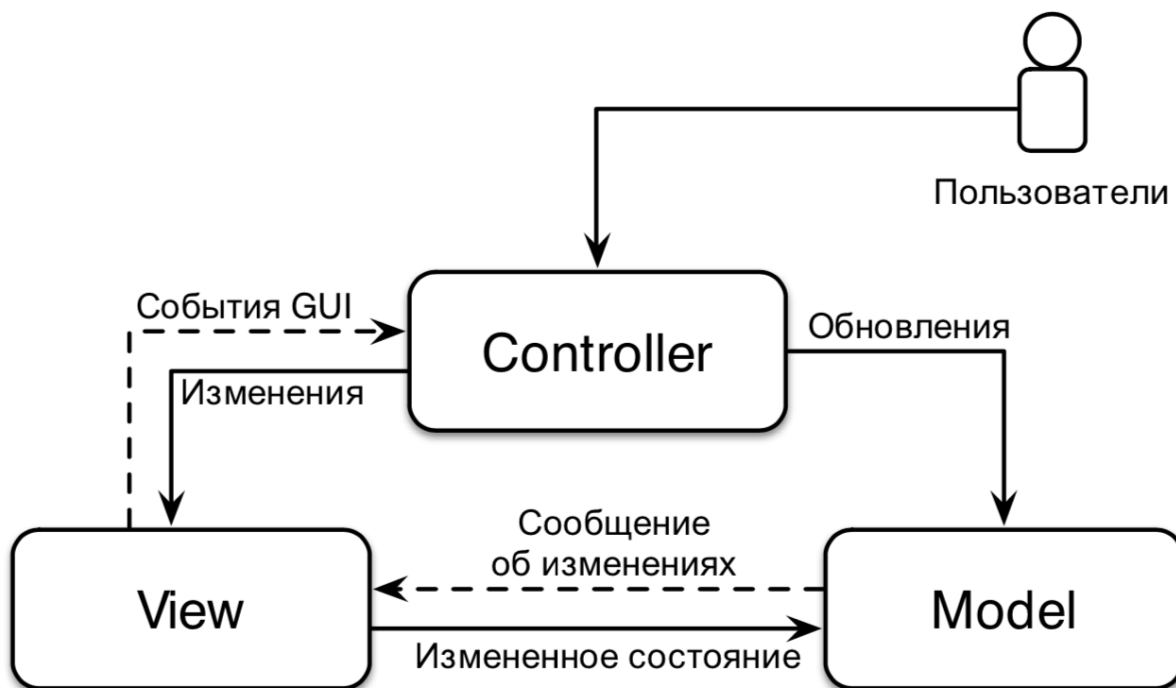 Пользователи
События GUI
Controller
Обновления
Изменения
Сообщение
об изменениях
View
Model
Измененное состояние